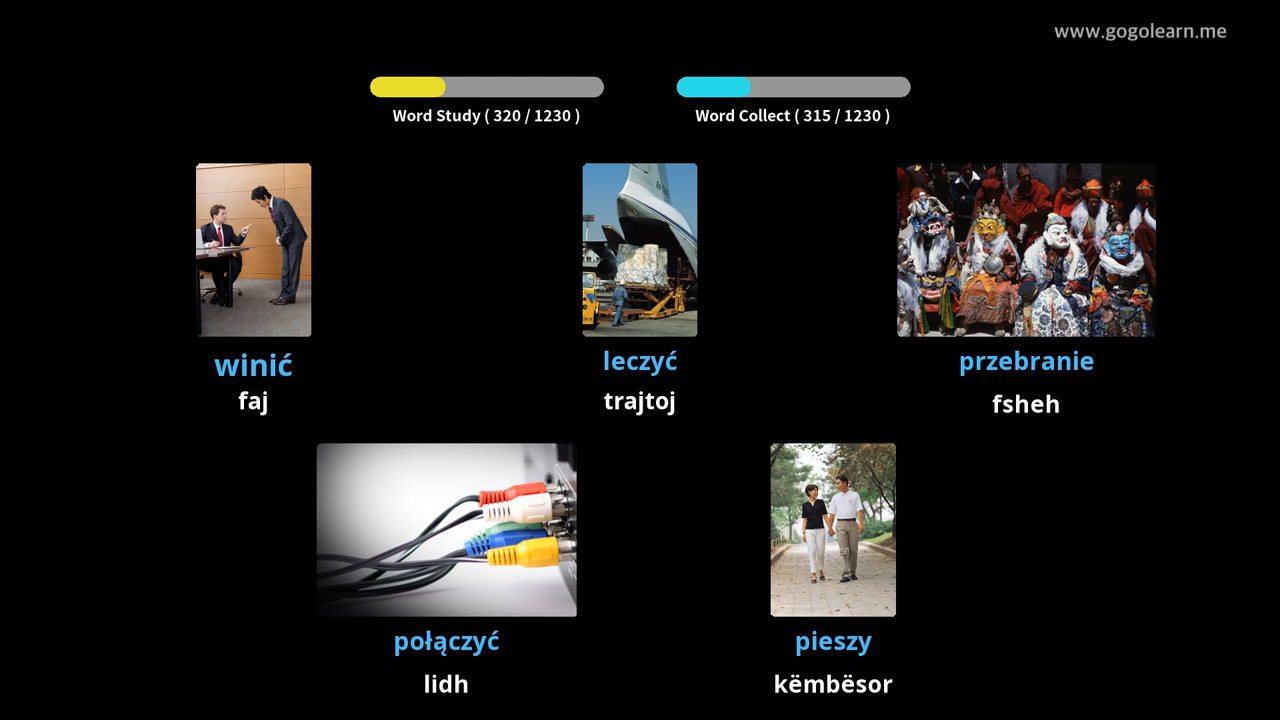 www.gogolearn.me
Word Study ( 320 / 1230 )
Word Collect ( 315 / 1230 )
winić
faj
leczyć
trajtoj
przebranie
fsheh
połączyć
lidh
pieszy
këmbësor